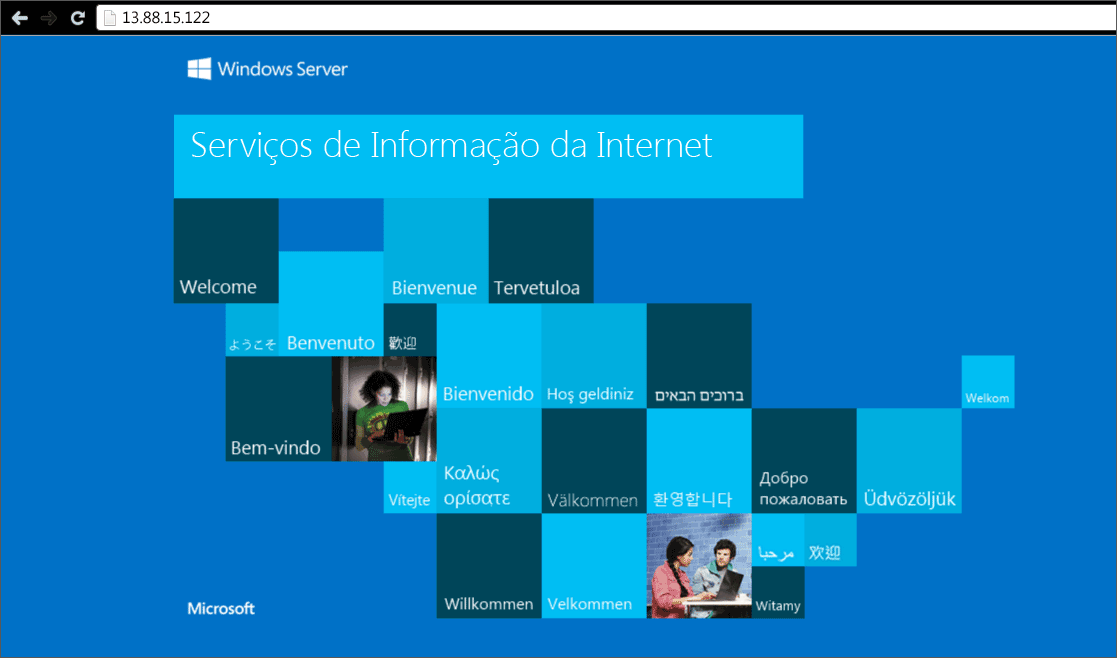 13.88.15.122
Windows Server
Serviços de Informação da Internet
Welcome
Bienvenue
Tervetuloa
ようこそ
Benvenuto
歡迎
Bienvenido
Hoş geldiniz
ברוכים הבאים
Welkom
Bem-vindo
Vítejte
Καλώς
ορίσατε
Välkommen
환영합니다
Добро
пожаловать
Üdvözöljük
مرحبا
欢迎
Willkommen
Velkommen
Witamy
Microsoft